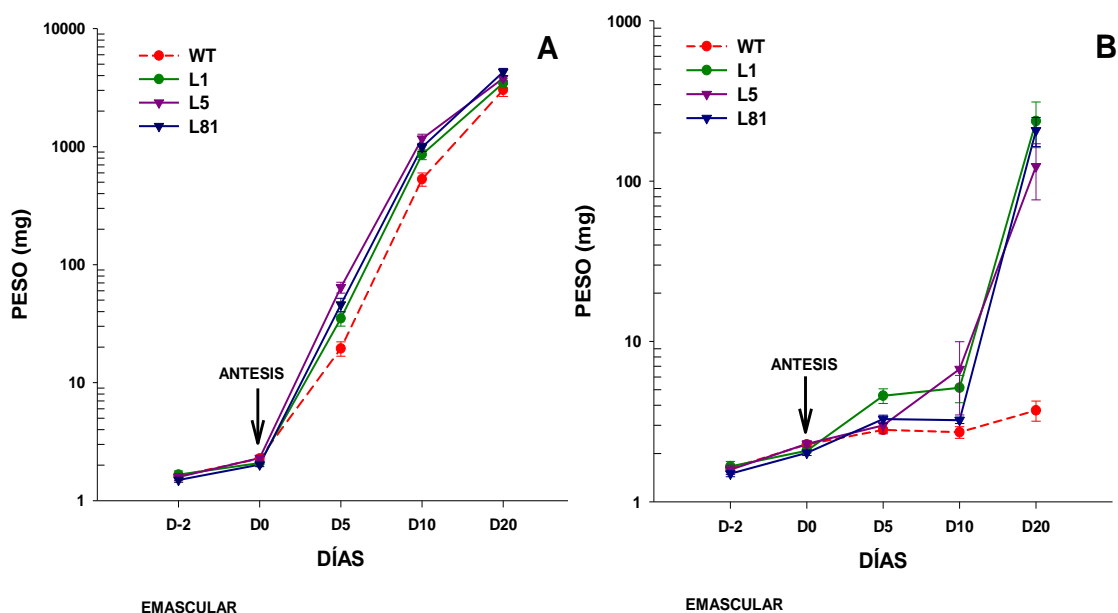 A
WT
L1
L5
L81
10000
1000
100
10
1
PESO (mg)
ANTESIS
D-2 D0 D5 D10 D20
DÍAS
EMASCULAR
B
WT
L1
L5
L81
1000
100
10
1
PESO (mg)
ANTESIS
D-2 D0 D5 D10 D20
DÍAS
EMASCULAR